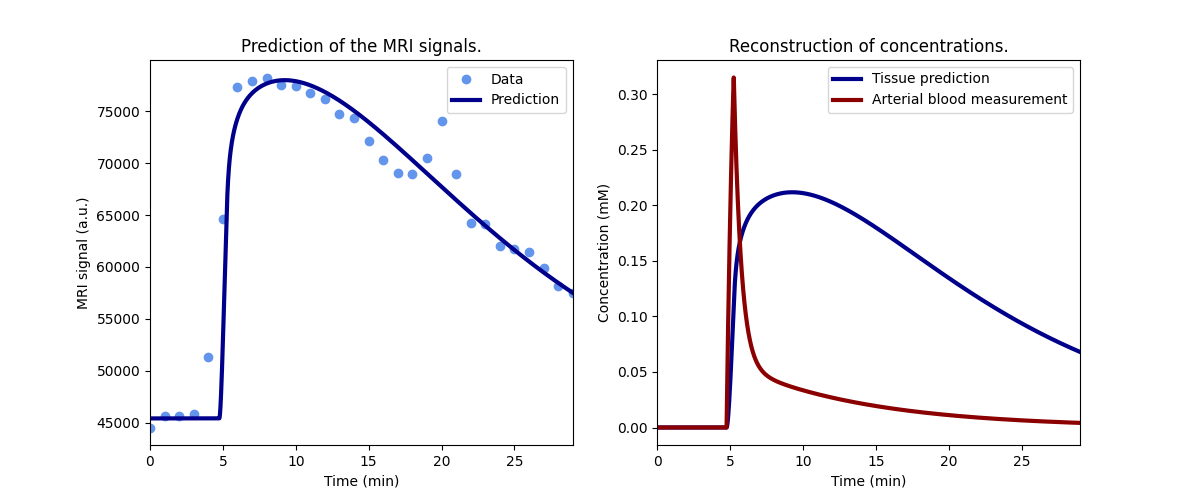 Prediction of the MRI signals.
MRI signal (a.u.)
75000
70000
65000
60000
55000
50000
45000
Data
Prediction
0 5 10 15 20 25
Time (min)
Reconstruction of concentrations.
Concentration (mM)
0.30
0.25
0.20
0.15
0.10
0.05
0.00
Tissue prediction
Arterial blood measurement
0 5 10 15 20 25
Time (min)